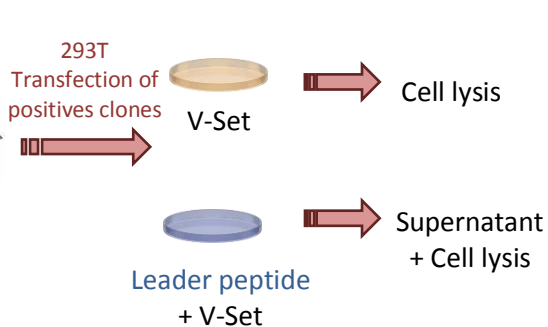 293T
Transfection of
positives clones
V-Set
Cell lysis
Leader peptide
+ V-Set
Supernatant
+ Cell lysis